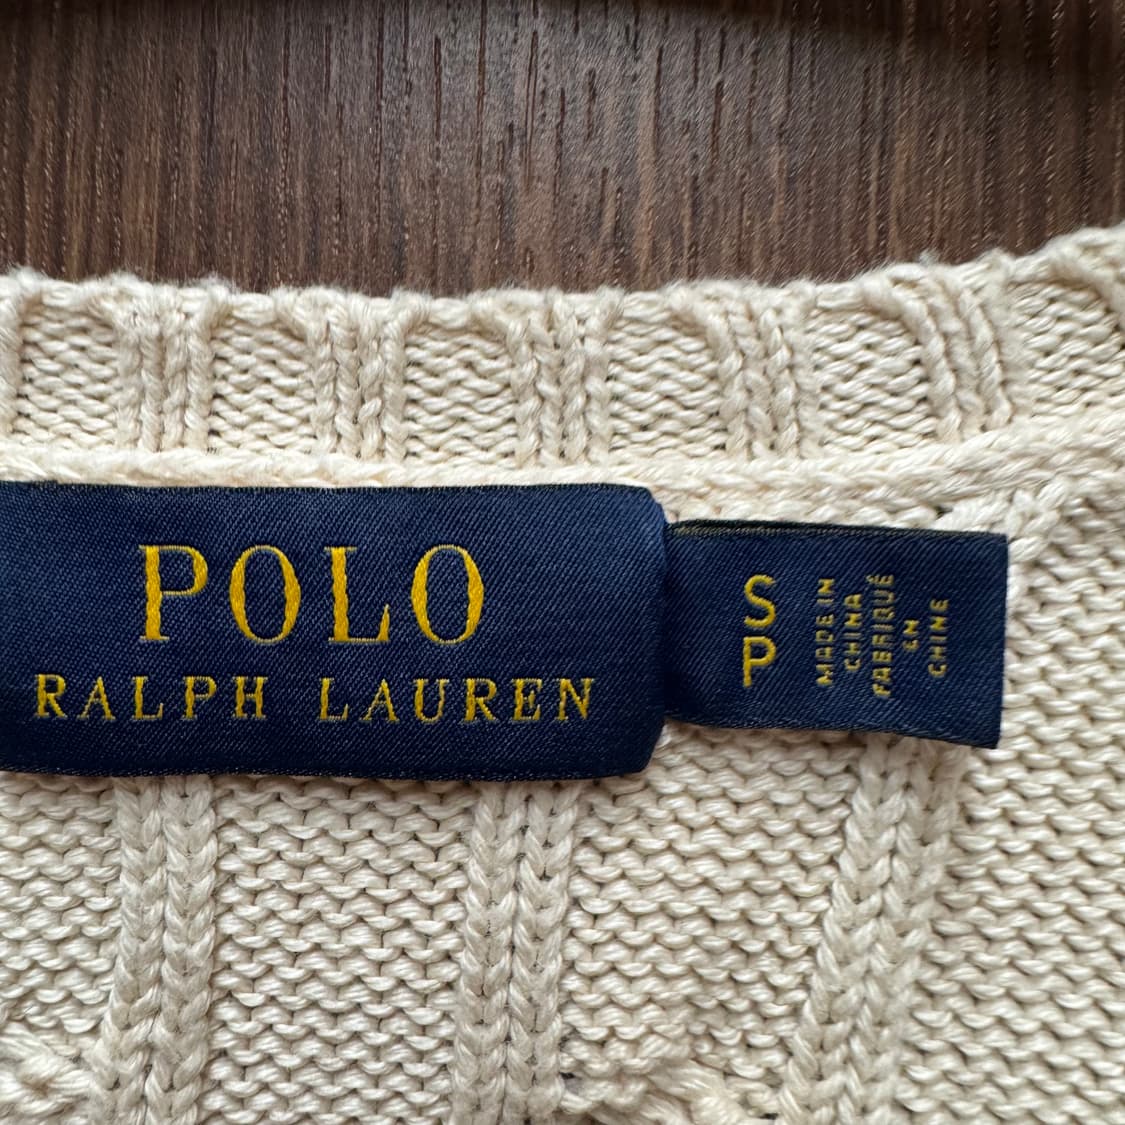 POLO
RALPH LAUREN
S
P
MADE IN
CHINA
FABRIQUÉ
EN
CHINE